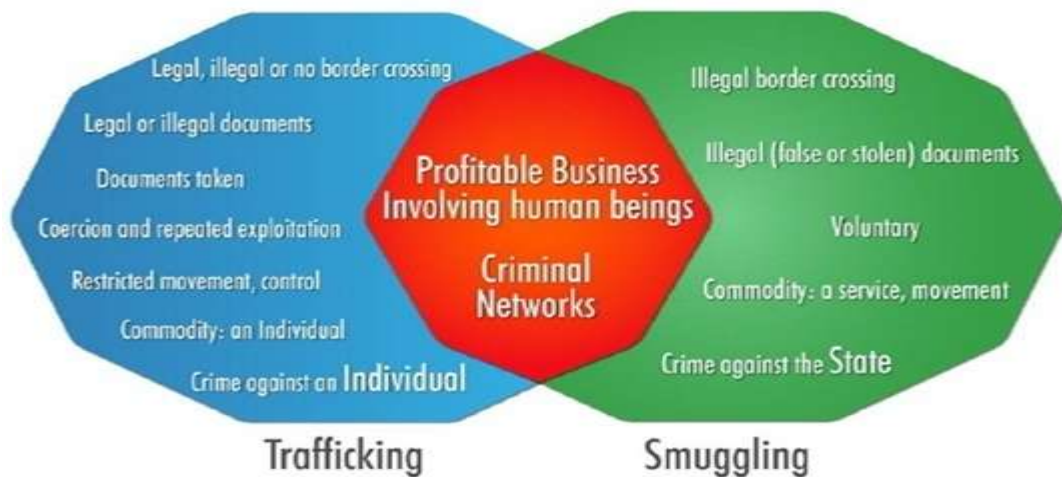 Legal, illegal or no border crossing
Legal or illegal documents
Documents taken
Coercion and repeated exploitation
Restricted movement, control
Commodity: an Individual
Crime against an Individual
Profitable Business
Involving human beings
Criminal
Networks
Illegal border crossing
Illegal (false or stolen) documents
Voluntary
Commodity: a service, movement
Crime against the State
Trafficking
Smuggling